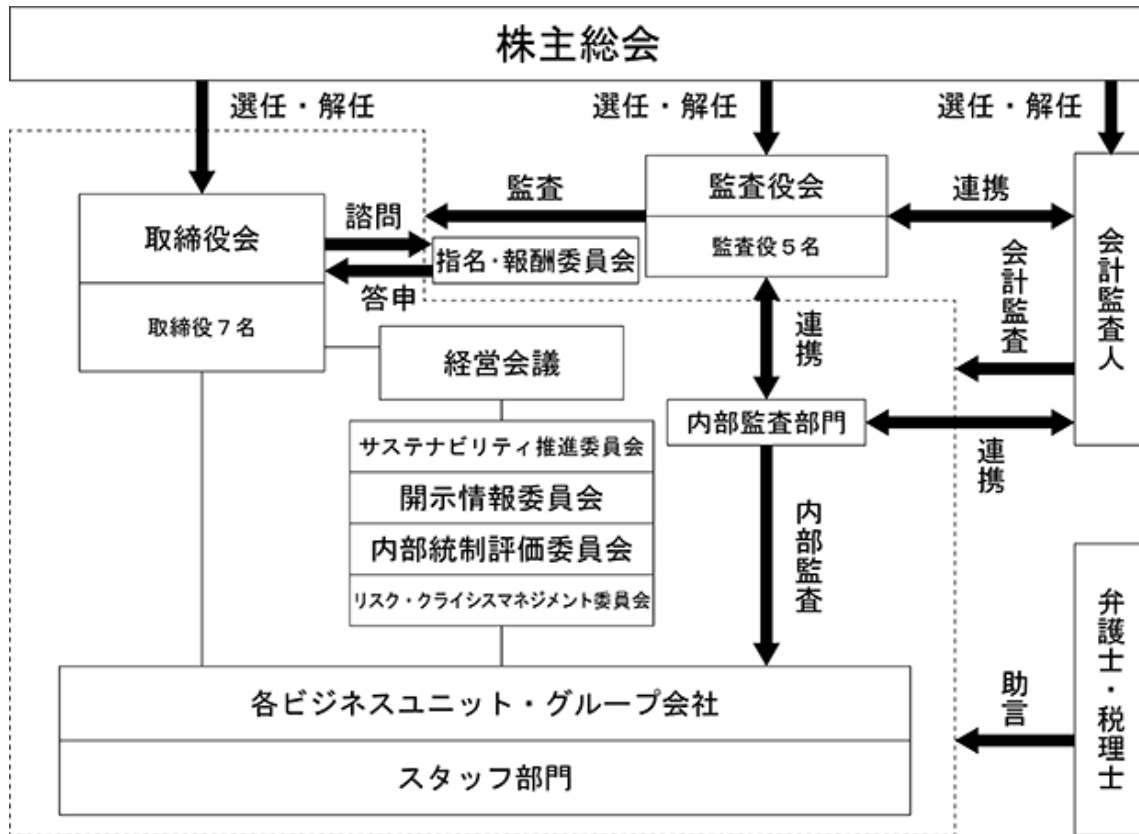 株主総会
選任・解任
選任・解任
選任・解任
取締役会
取締役７名
諮問
答申
指名・報酬委員会
監査
監査役会
監査役５名
連携
会計監査人
会計監査
経営会議
連携
内部監査部門
連携
サステナビリティ推進委員会
開示情報委員会
内部統制評価委員会
リスク・クライシスマネジメント委員会
内部監査
各ビジネスユニット・グループ会社
スタッフ部門
助言
弁護士・税理士